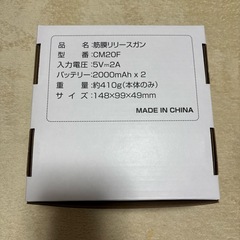 品　　名：筋膜リリースガン
型　　番：CM20F
入力電圧：5V=2A
バッテリー：2000mAh x 2
重　　量：約410g(本体のみ)
サ イ ズ：148×99×49mm
MADE IN CHINA